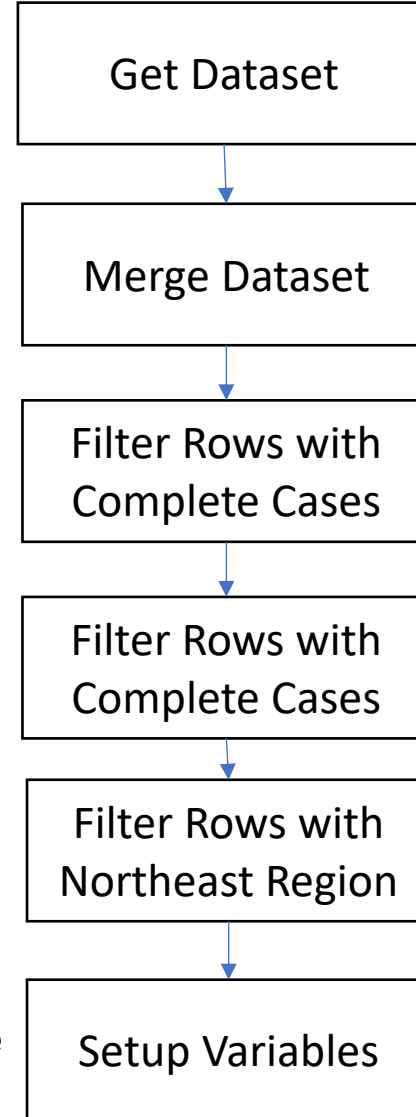 Get Dataset
Merge Dataset
Filter Rows with
Complete Cases
Filter Rows with
Complete Cases
Filter Rows with
Northeast Region
Setup Variables